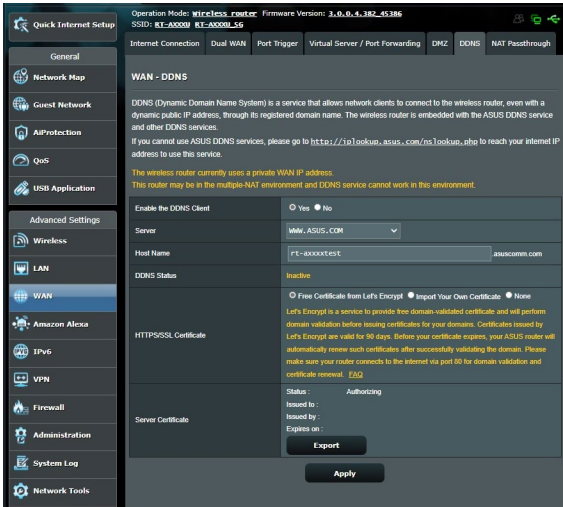 Operation Mode: Wireless router Firmware Version: 3.0.0.4.382_45386
SSID: RT-AXXXU RT-AXXXU_5G
Quick Internet Setup
General
Network Map
Guest Network
AiProtection
QoS
USB Application
Advanced Settings
Wireless
LAN
WAN
Amazon Alexa
IPv6
VPN
Firewall
Administration
System Log
Network Tools
Internet Connection Dual WAN Port Trigger Virtual Server / Port Forwarding DMZ DDNS NAT Passthrough
WAN - DDNS
DDNS (Dynamic Domain Name System) is a service that allows network clients to connect to the wireless router, even with a
dynamic public IP address, through its registered domain name. The wireless router is embedded with the ASUS DDNS service
and other DDNS services.
If you cannot use ASUS DDNS services, please go to http://iplookup.asus.com/nslookup.php to reach your internet IP
address to use this service.
The wireless router currently uses a private WAN IP address.
This router may be in the multiple-NAT environment and DDNS service cannot work in this environment.
Enable the DDNS Client Yes No
Server WWW.ASUS.COM
Host Name rt-axxxxtest .asuscomm.com
DDNS Status Inactive
HTTPS/SSL Certificate
Free Certificate from Let's Encrypt Import Your Own Certificate None
Let's Encrypt is a service to provide free domain-validated certificate and will perform
domain validation before issuing certificates for your domains. Certificates issued by
Let's Encrypt are valid for 90 days. Before your certificate expires, your ASUS router will
automatically renew such certificates after successfully validating the domain. Please
make sure your router connects to the internet via port 80 for domain validation and
certificate renewal. FAQ
Server Certificate
Status : Authorizing
Issued to :
Issued by :
Expires on :
Export
Apply